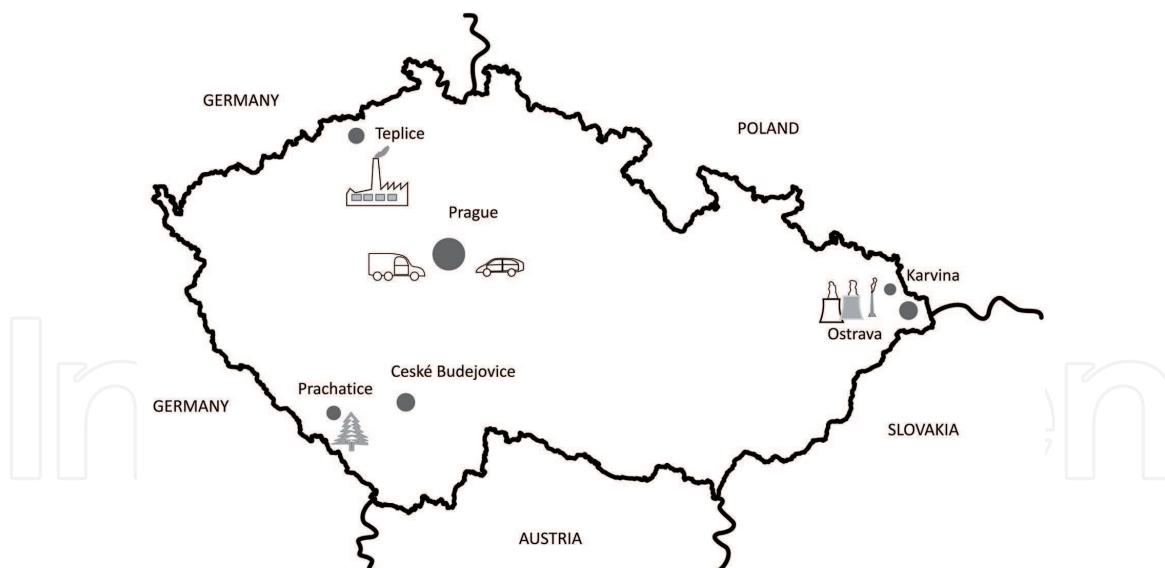 GERMANY
POLAND
Teplice
Prague
Karvina
Ostrava
Ceské Budejovice
Prachatice
GERMANY
SLOVAKIA
AUSTRIA